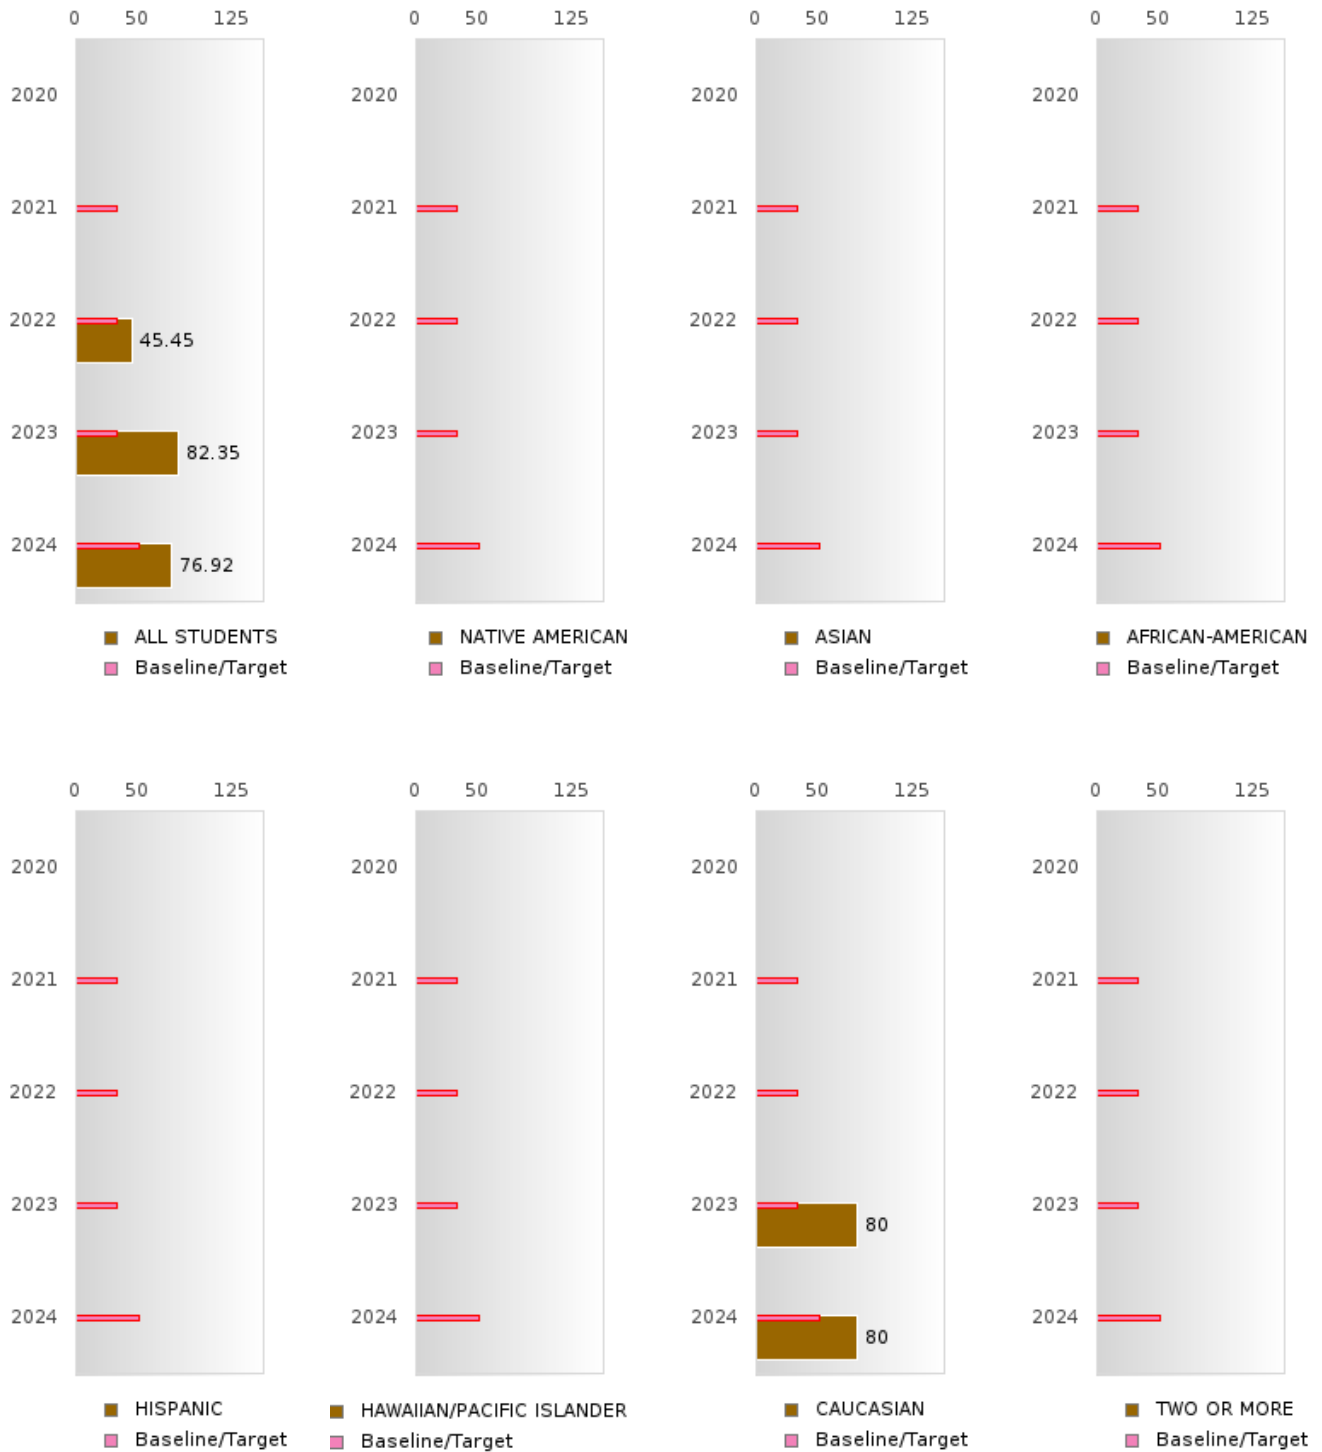 0 50 125 0 50 125 0 50 125 0 50 125
2020 2020 2020 2020
2021 2021 2021 2021
2022 2022 2022 2022
45.45
2023 2023 2023 2023
82.35
2024 2024 2024 2024
76.92
ALL STUDENTS NATIVE AMERICAN ASIAN AFRICAN-AMERICAN
Baseline/Target Baseline/Target Baseline/Target Baseline/Target
0 50 125 0 50 125 0 50 125 0 50 125
2020 2020 2020 2020
2021 2021 2021 2021
2022 2022 2022 2022
2023 2023 2023 2023
80
2024 2024 2024 2024
80
HISPANIC HAWAIIAN/PACIFIC ISLANDER CAUCASIAN TWO OR MORE
Baseline/Target Baseline/Target Baseline/Target Baseline/Target